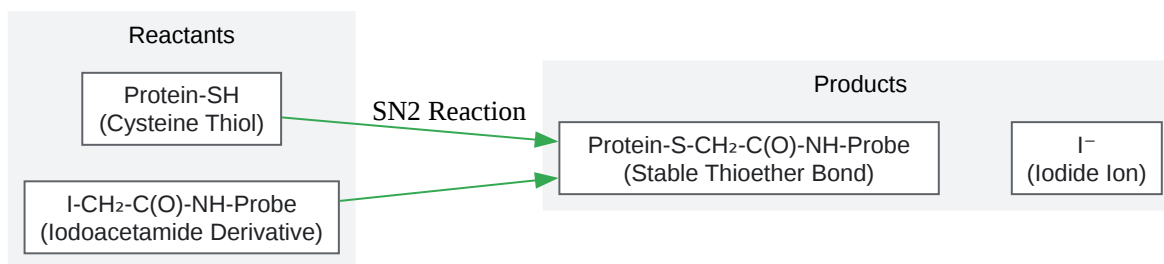 Reactants
Protein-SH
(Cysteine Thiol)
I-CH₂-C(O)-NH-Probe
(Iodoacetamide Derivative)
SN2 Reaction
Products
Protein-S-CH₂-C(O)-NH-Probe
(Stable Thioether Bond)
I⁻
(Iodide Ion)